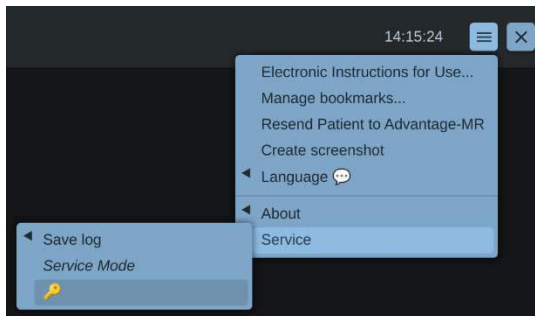 14:15:24
Electronic Instructions for Use...
Manage bookmarks...
Resend Patient to Advantage-MR
Create screenshot
Language 💬
About
Service
Save log
Service Mode
🔑